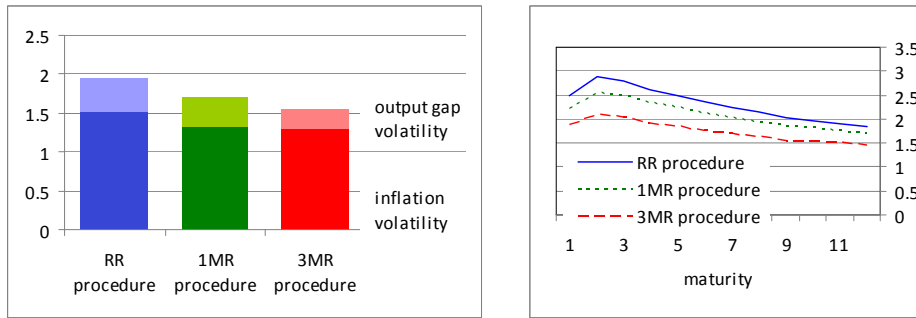 2.5
2
1.5
1
0.5
0
output gap
volatility
inflation
volatility
RR
procedure
1MR
procedure
3MR
procedure
3.5
3
2.5
2
1.5
1
0.5
0
RR procedure
1MR procedure
3MR procedure
1 3 5 7 9 11
maturity